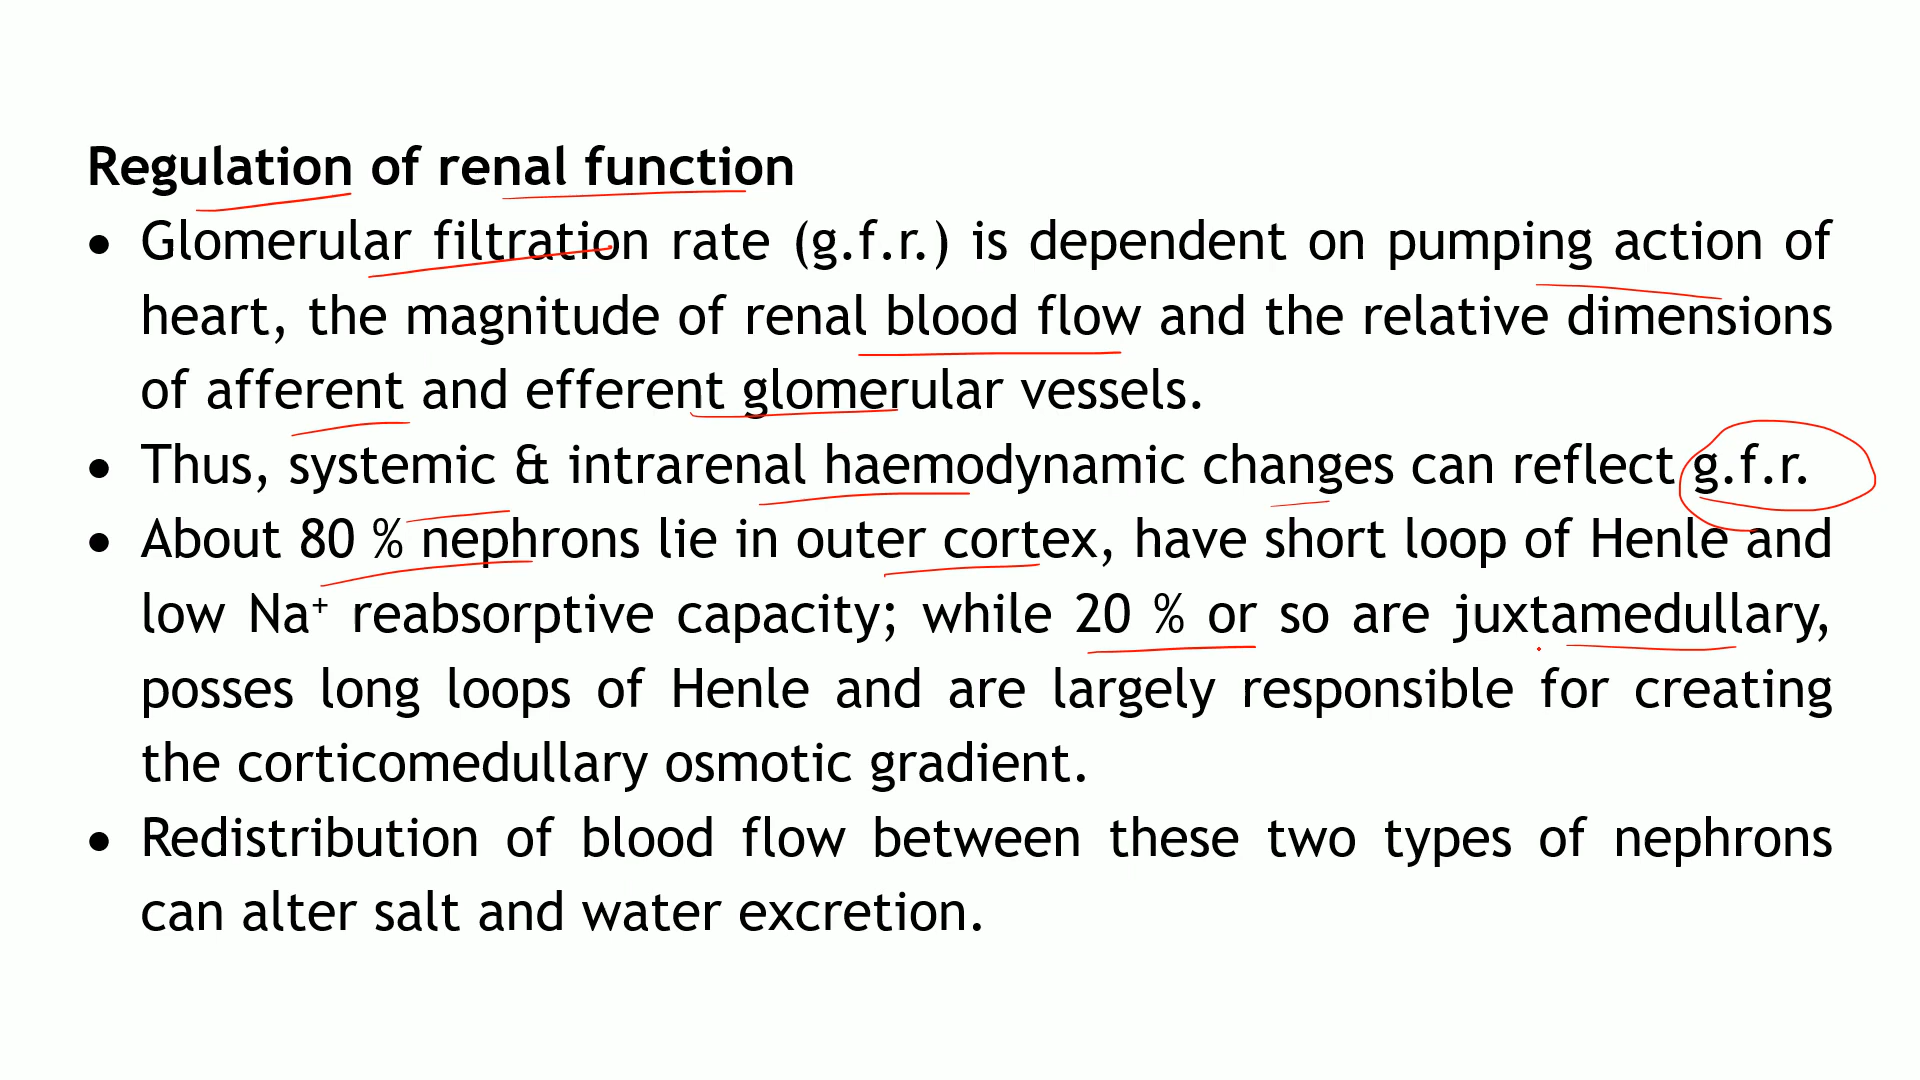 Regulation of renal function
• Glomerular filtration rate (g.f.r.) is dependent on pumping action of
heart, the magnitude of renal blood flow and the relative dimensions
of afferent and efferent glomerular vessels.
• Thus, systemic & intrarenal haemodynamic changes can reflect g.f.r.
• About 80 % nephrons lie in outer cortex, have short loop of Henle and
low Na⁺ reabsorptive capacity; while 20 % or so are juxtamedullary,
posses long loops of Henle and are largely responsible for creating
the corticomedullary osmotic gradient.
• Redistribution of blood flow between these two types of nephrons
can alter salt and water excretion.